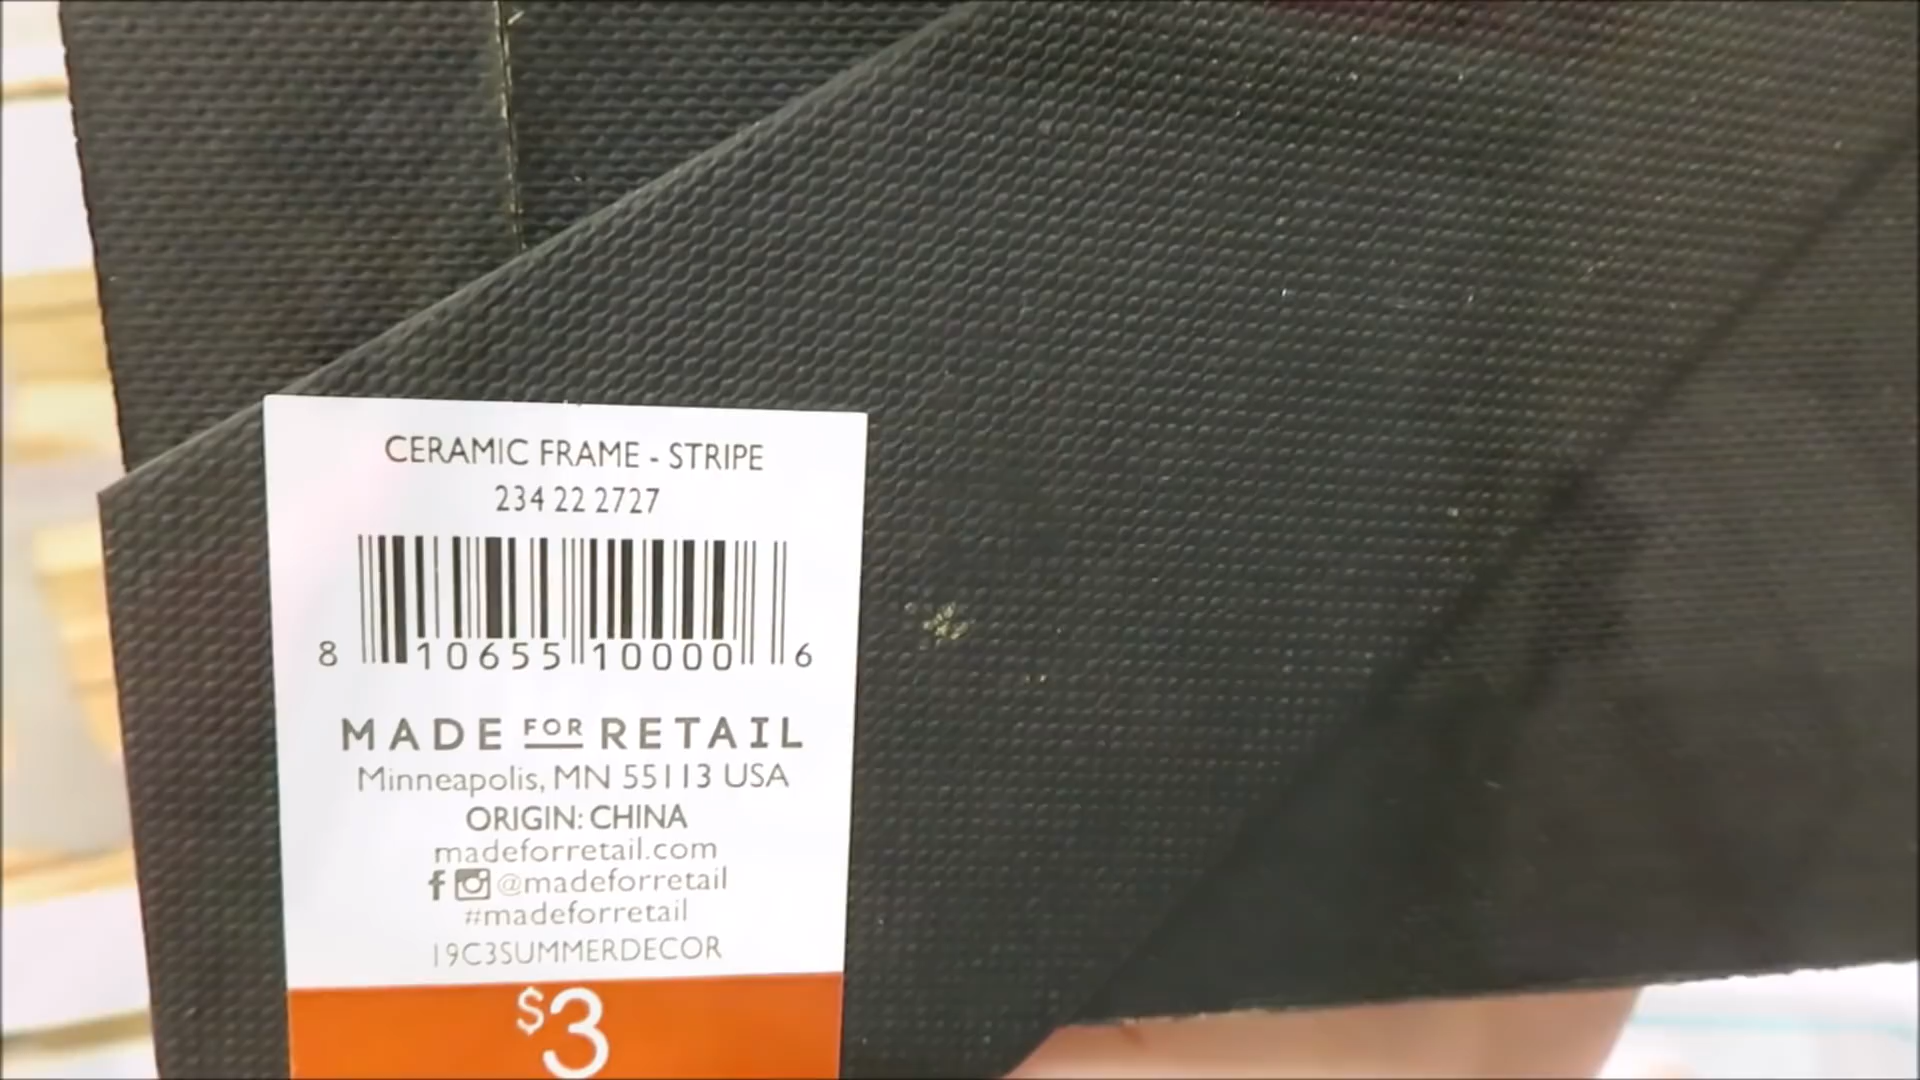 CERAMIC FRAME - STRIPE
234 22 2727
8 10655 10000 6
MADE FOR RETAIL
Minneapolis, MN 55113 USA
ORIGIN: CHINA
madeforretail.com
@madeforretail
#madeforretail
19C3SUMMERDECOR
$3